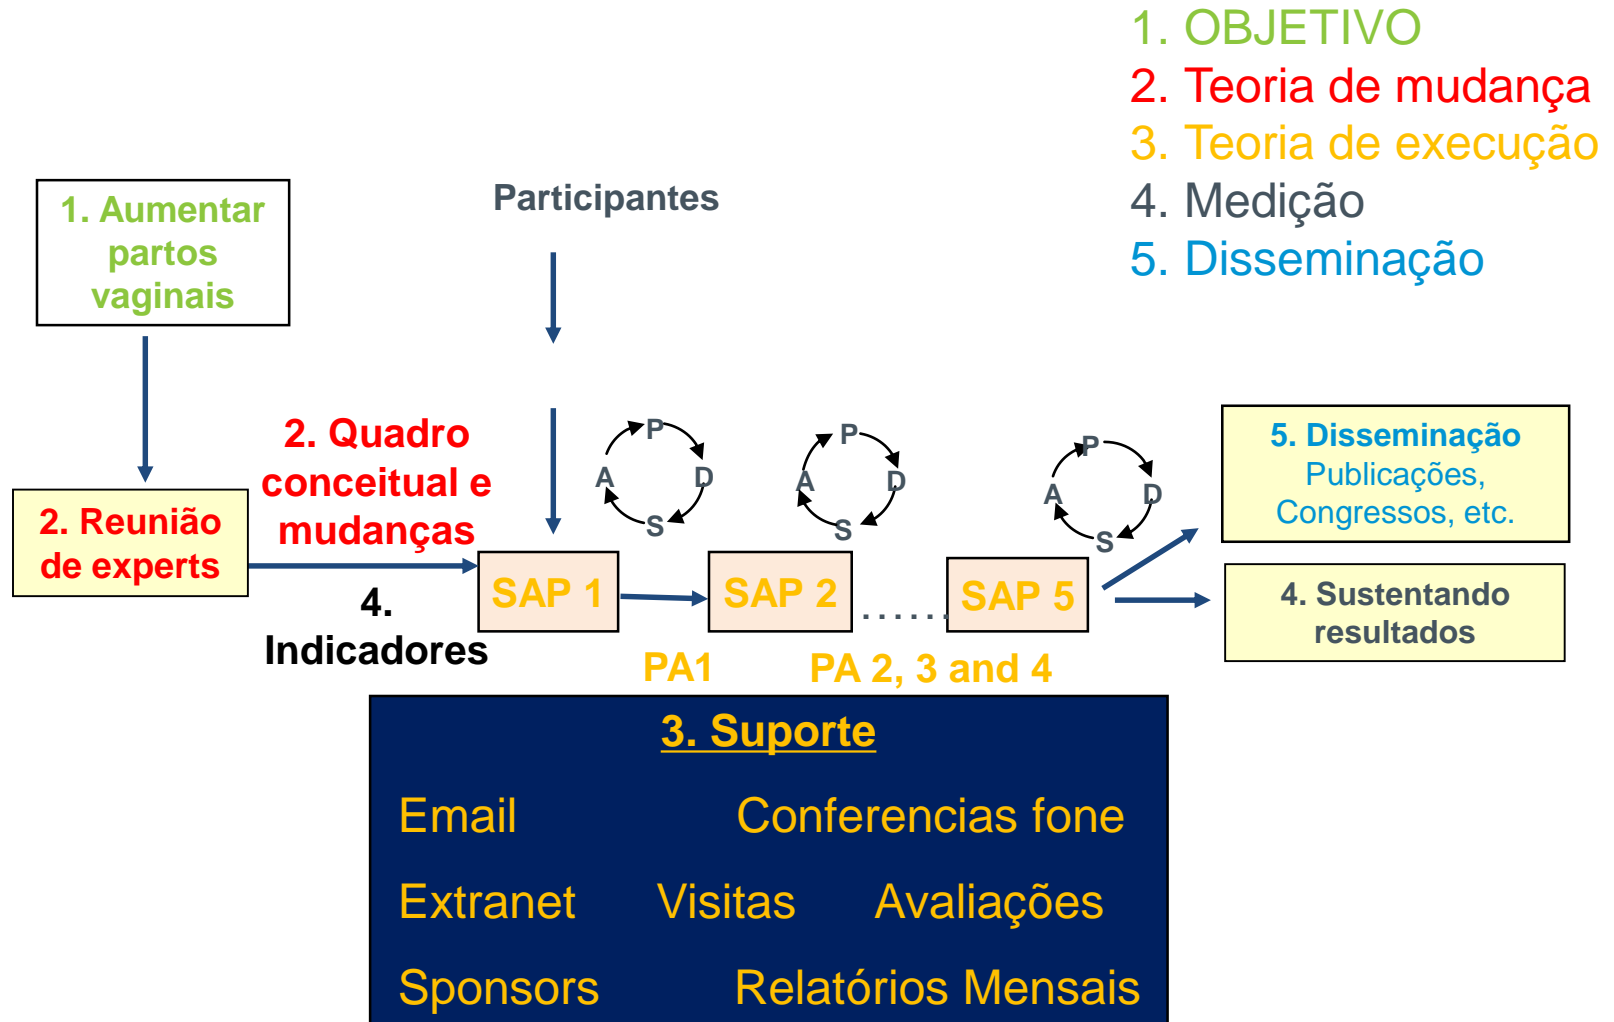 1. OBJETIVO
2. Teoria de mudança
3. Teoria de execução
4. Medição
5. Disseminação
1. Aumentar
partos
vaginais
Participantes
2. Reunião
de experts
2. Quadro
conceitual e
mudanças
4.
Indicadores
P
A D
S
P
A D
S
P
A D
S
SAP 1
SAP 2
......
SAP 5
PA1
PA 2, 3 and 4
5. Disseminação
Publicações,
Congressos, etc.
4. Sustentando
resultados
3. Suporte
Email Conferencias fone
Extranet Visitas Avaliações
Sponsors Relatórios Mensais